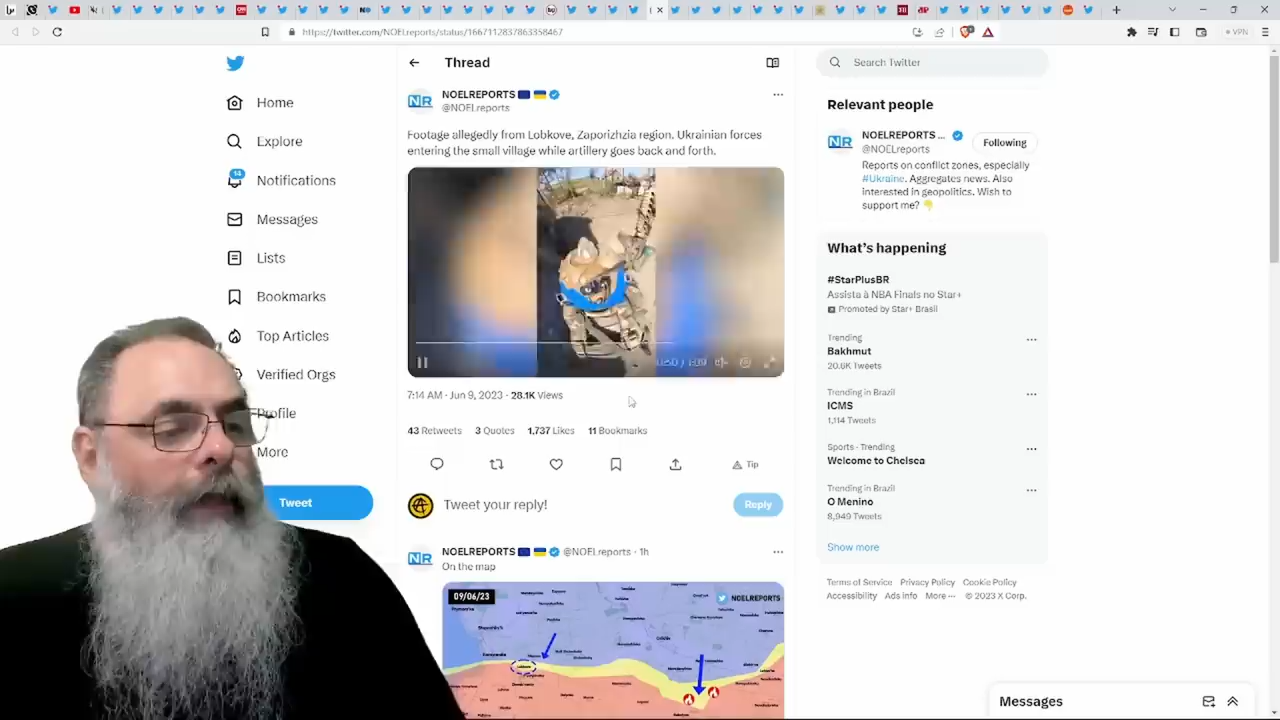 https://twitter.com/NOELreports/status/1667112837863358467
VPN
Thread
Search Twitter
Home
Explore
14
Notifications
Messages
Lists
Bookmarks
Top Articles
Verified Orgs
Profile
More
Tweet
NOELREPORTS
@NOELreports
Footage allegedly from Lobkove, Zaporizhzia region. Ukrainian forces
entering the small village while artillery goes back and forth.
7:14 AM · Jun 9, 2023 · 28.1K Views
43 Retweets 3 Quotes 1,737 Likes 11 Bookmarks
Tip
Tweet your reply!
Reply
NOELREPORTS @NOELreports · 1h
On the map
09/06/23
NOELREPORTS
Relevant people
NOELREPORTS ...
@NOELreports
Following
Reports on conflict zones, especially
#Ukraine. Aggregates news. Also
interested in geopolitics. Wish to
support me?
What's happening
#StarPlusBR
Assista à NBA Finals no Star+
Promoted by Star+ Brasil
Trending
Bakhmut
20.6K Tweets
Trending in Brazil
ICMS
1,114 Tweets
Sports · Trending
Welcome to Chelsea
Trending in Brazil
O Menino
8,949 Tweets
Show more
Terms of Service Privacy Policy Cookie Policy
Accessibility Ads info More ··· © 2023 X Corp.
Messages